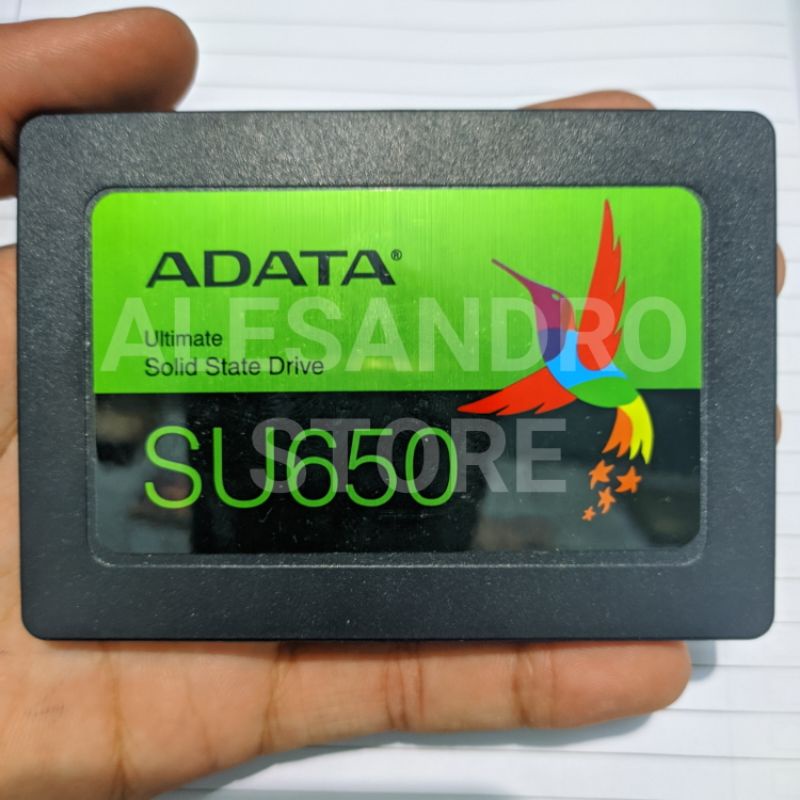 ADATA®
ALESANDRO
Ultimate
Solid State Drive
SU650
STORE